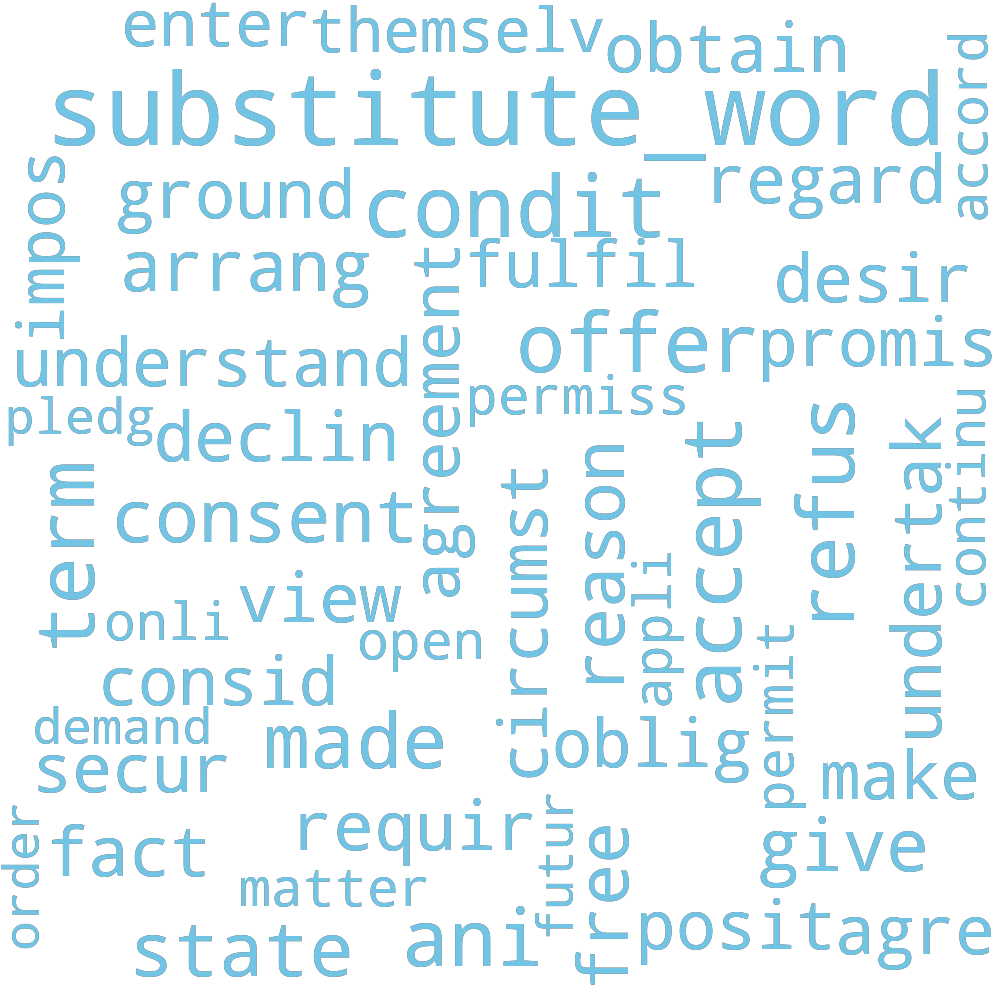 enter
themselv
obtain
accord
substitute_word
impos
ground
condit
regard
arrang
agreement
fulfil
desir
understand
offer
promis
pledg
declin
permiss
continu
term
consent
circumst
reason
accept
refus
undertak
view
onli
open
appli
permit
consid
demand
made
oblig
secur
make
order
fact
requir
futur
free
give
matter
state
ani
posit
agre